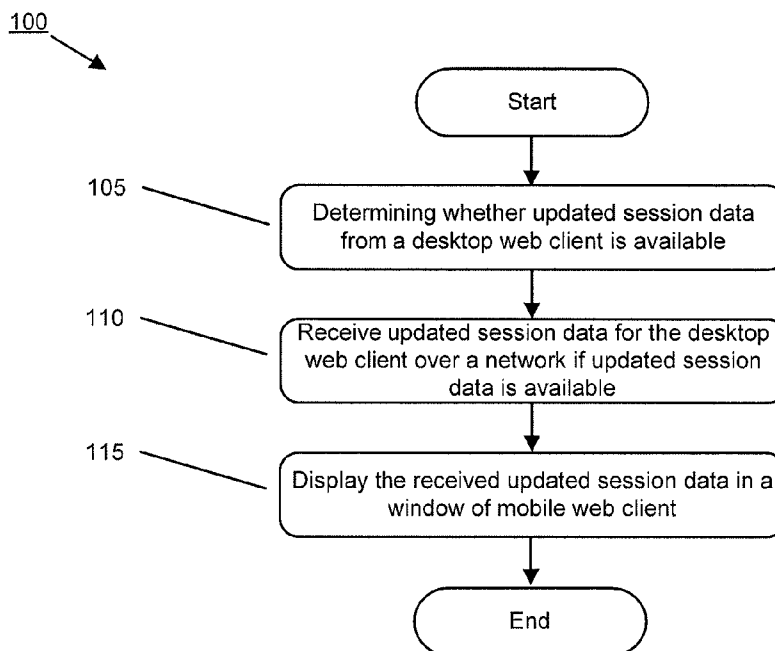 100
Start
105
Determining whether updated session data
from a desktop web client is available
110
Receive updated session data for the desktop
web client over a network if updated session
data is available
115
Display the received updated session data in a
window of mobile web client
End